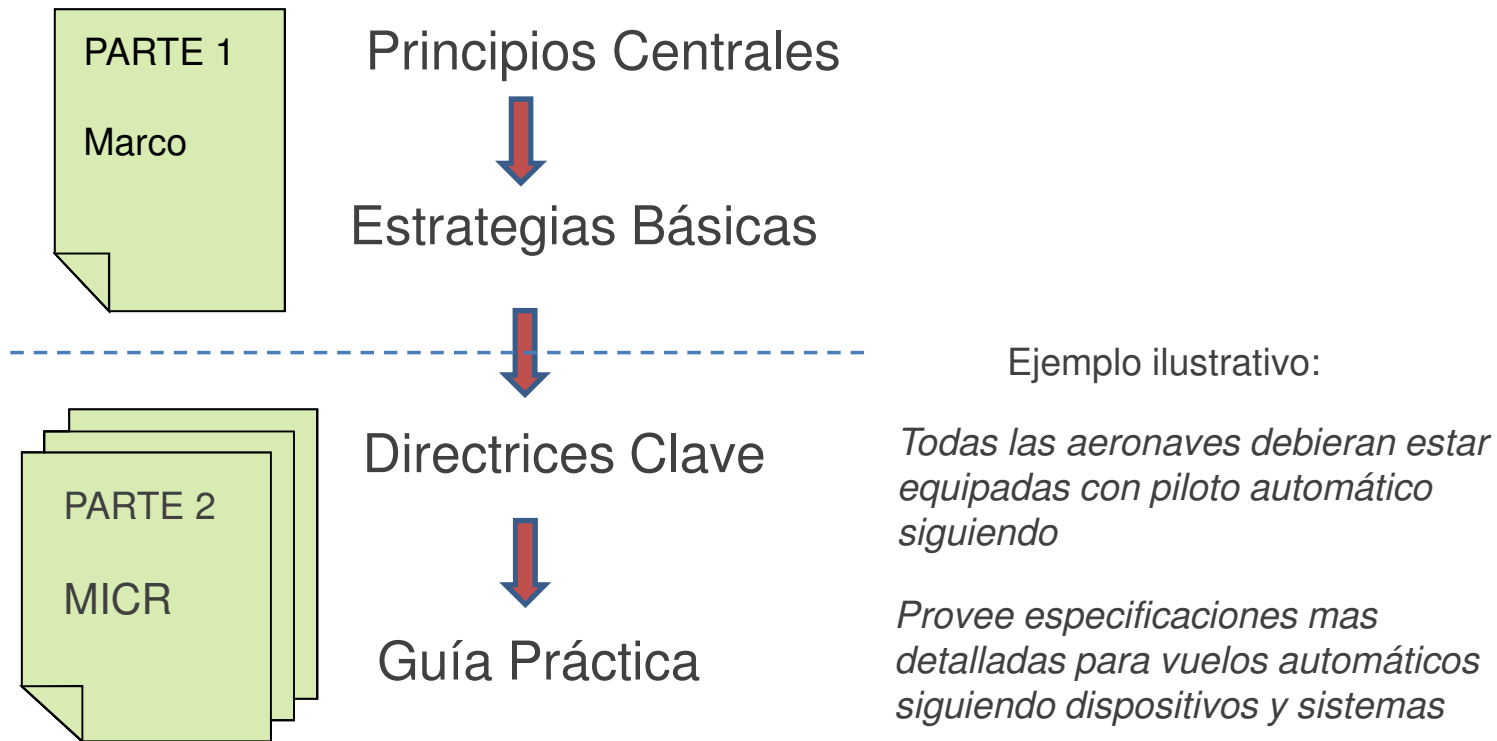 PARTE 1
Marco
Principios Centrales
Estrategias Básicas
PARTE 2
MICR
Directrices Clave
Guía Práctica
Ejemplo ilustrativo:
Todas las aeronaves debieran estar
equipadas con piloto automático
siguiendo
Provee especificaciones mas
detalladas para vuelos automáticos
siguiendo dispositivos y sistemas